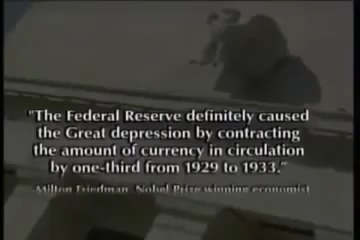 "The Federal Reserve definitely caused
the Great depression by contracting
the amount of currency in circulation
by one-third from 1929 to 1933."
Milton Friedman, Nobel Prize winning economist